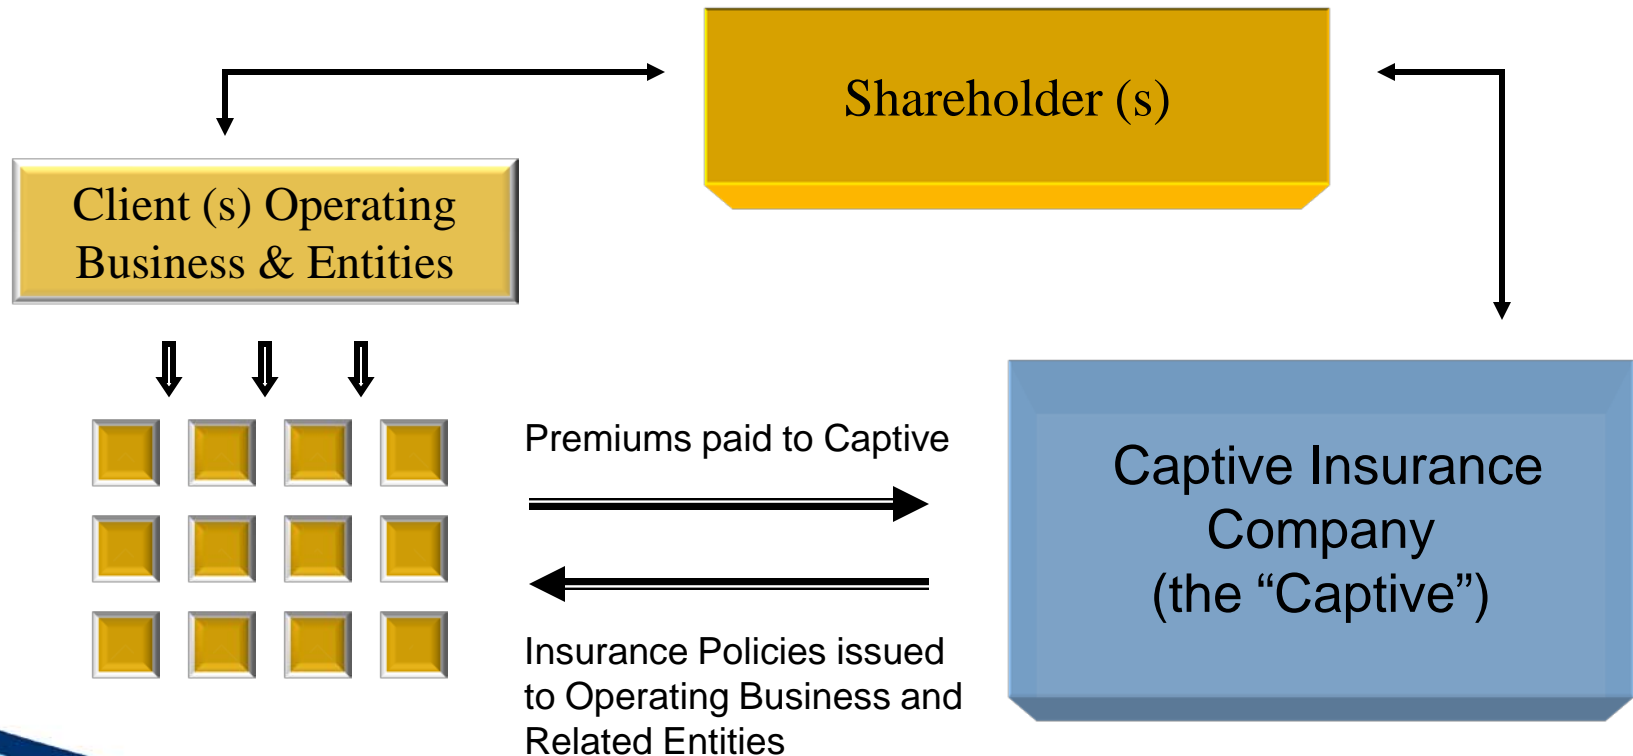 Shareholder (s)
Client (s) Operating
Business & Entities
Premiums paid to Captive
Insurance Policies issued
to Operating Business and
Related Entities
Captive Insurance
Company
(the “Captive”)